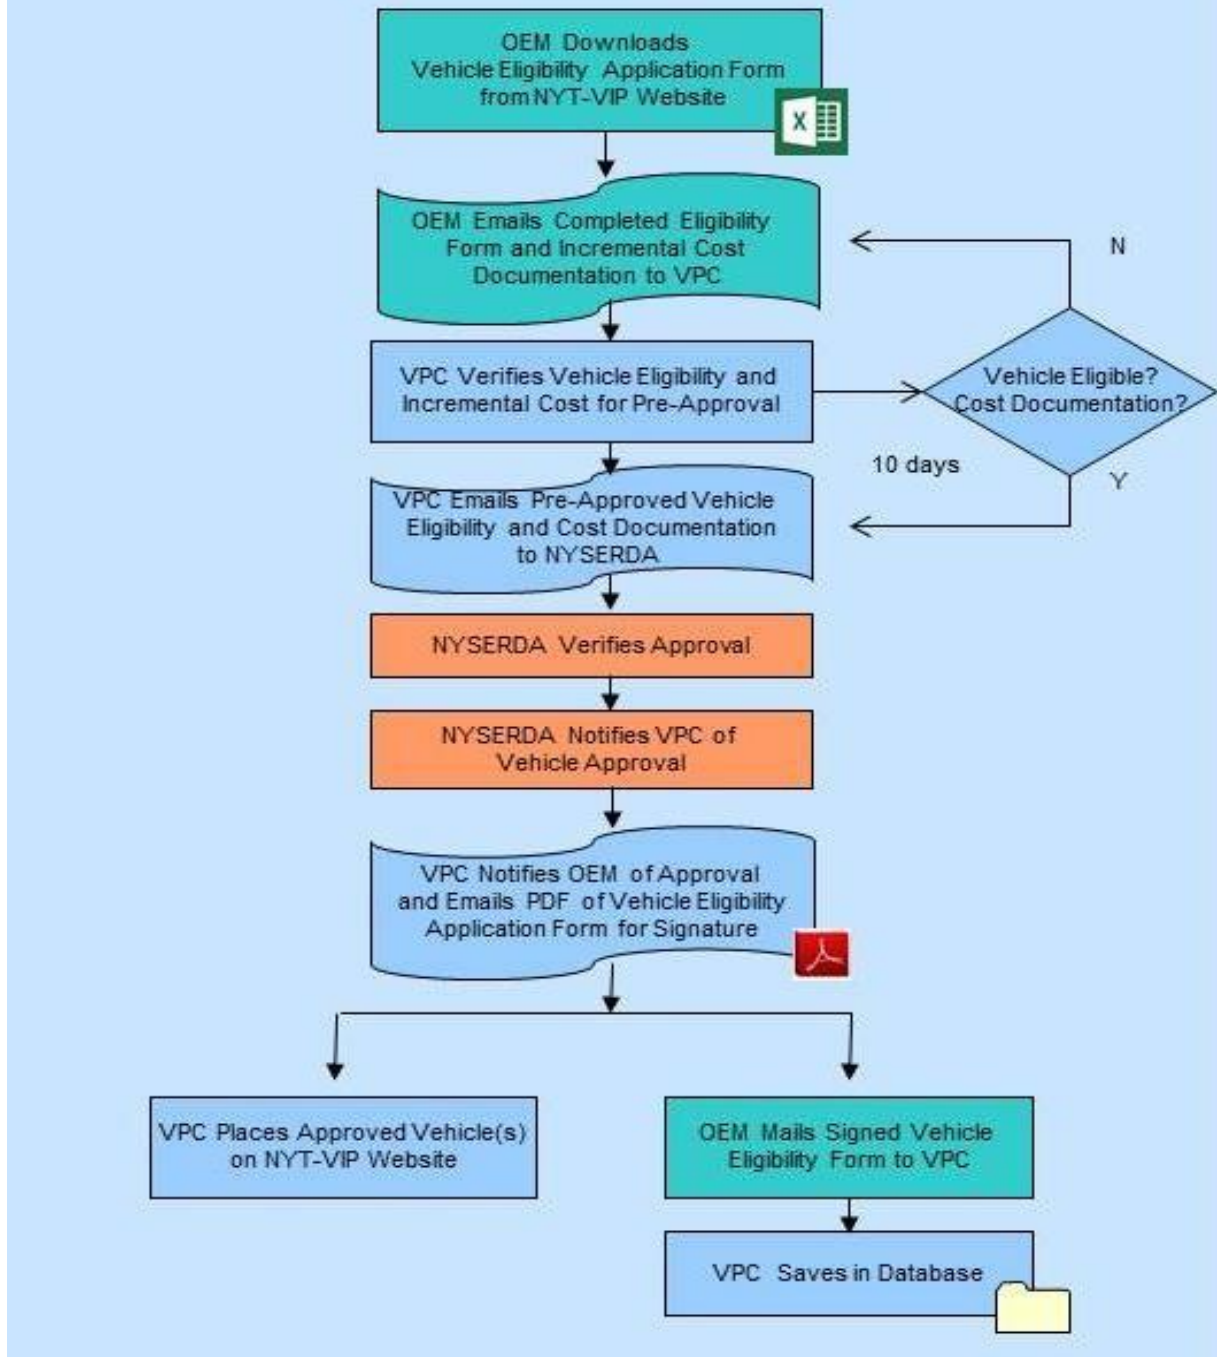 OEM Downloads
Vehicle Eligibility Application Form
from NYT-VIP Website
X
OEM Emails Completed Eligibility
Form and Incremental Cost
Documentation to VPC
N
VPC Verifies Vehicle Eligibility and
Incremental Cost for Pre-Approval
Vehicle Eligible?
Cost Documentation?
10 days
Y
VPC Emails Pre-Approved Vehicle
Eligibility and Cost Documentation
to NYSERDA
NYSERDA Verifies Approval
NYSERDA Notifies VPC of
Vehicle Approval
VPC Notifies OEM of Approval
and Emails PDF of Vehicle Eligibility
Application Form for Signature
VPC Places Approved Vehicle(s)
on NYT-VIP Website
OEM Mails Signed Vehicle
Eligibility Form to VPC
VPC Saves in Database